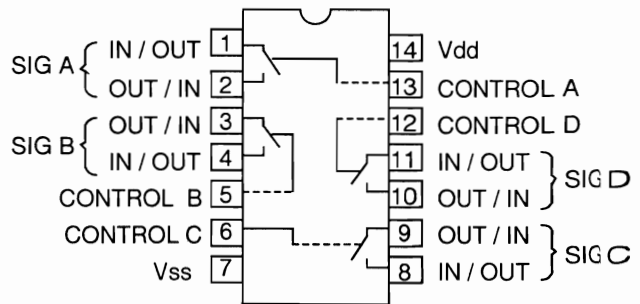 SIG A
IN / OUT 1
OUT / IN 2
SIG B
OUT / IN 3
IN / OUT 4
CONTROL B 5
CONTROL C 6
Vss 7
14 Vdd
13 CONTROL A
12 CONTROL D
11 IN / OUT
10 OUT / IN
SIG D
9 OUT / IN
8 IN / OUT
SIG C